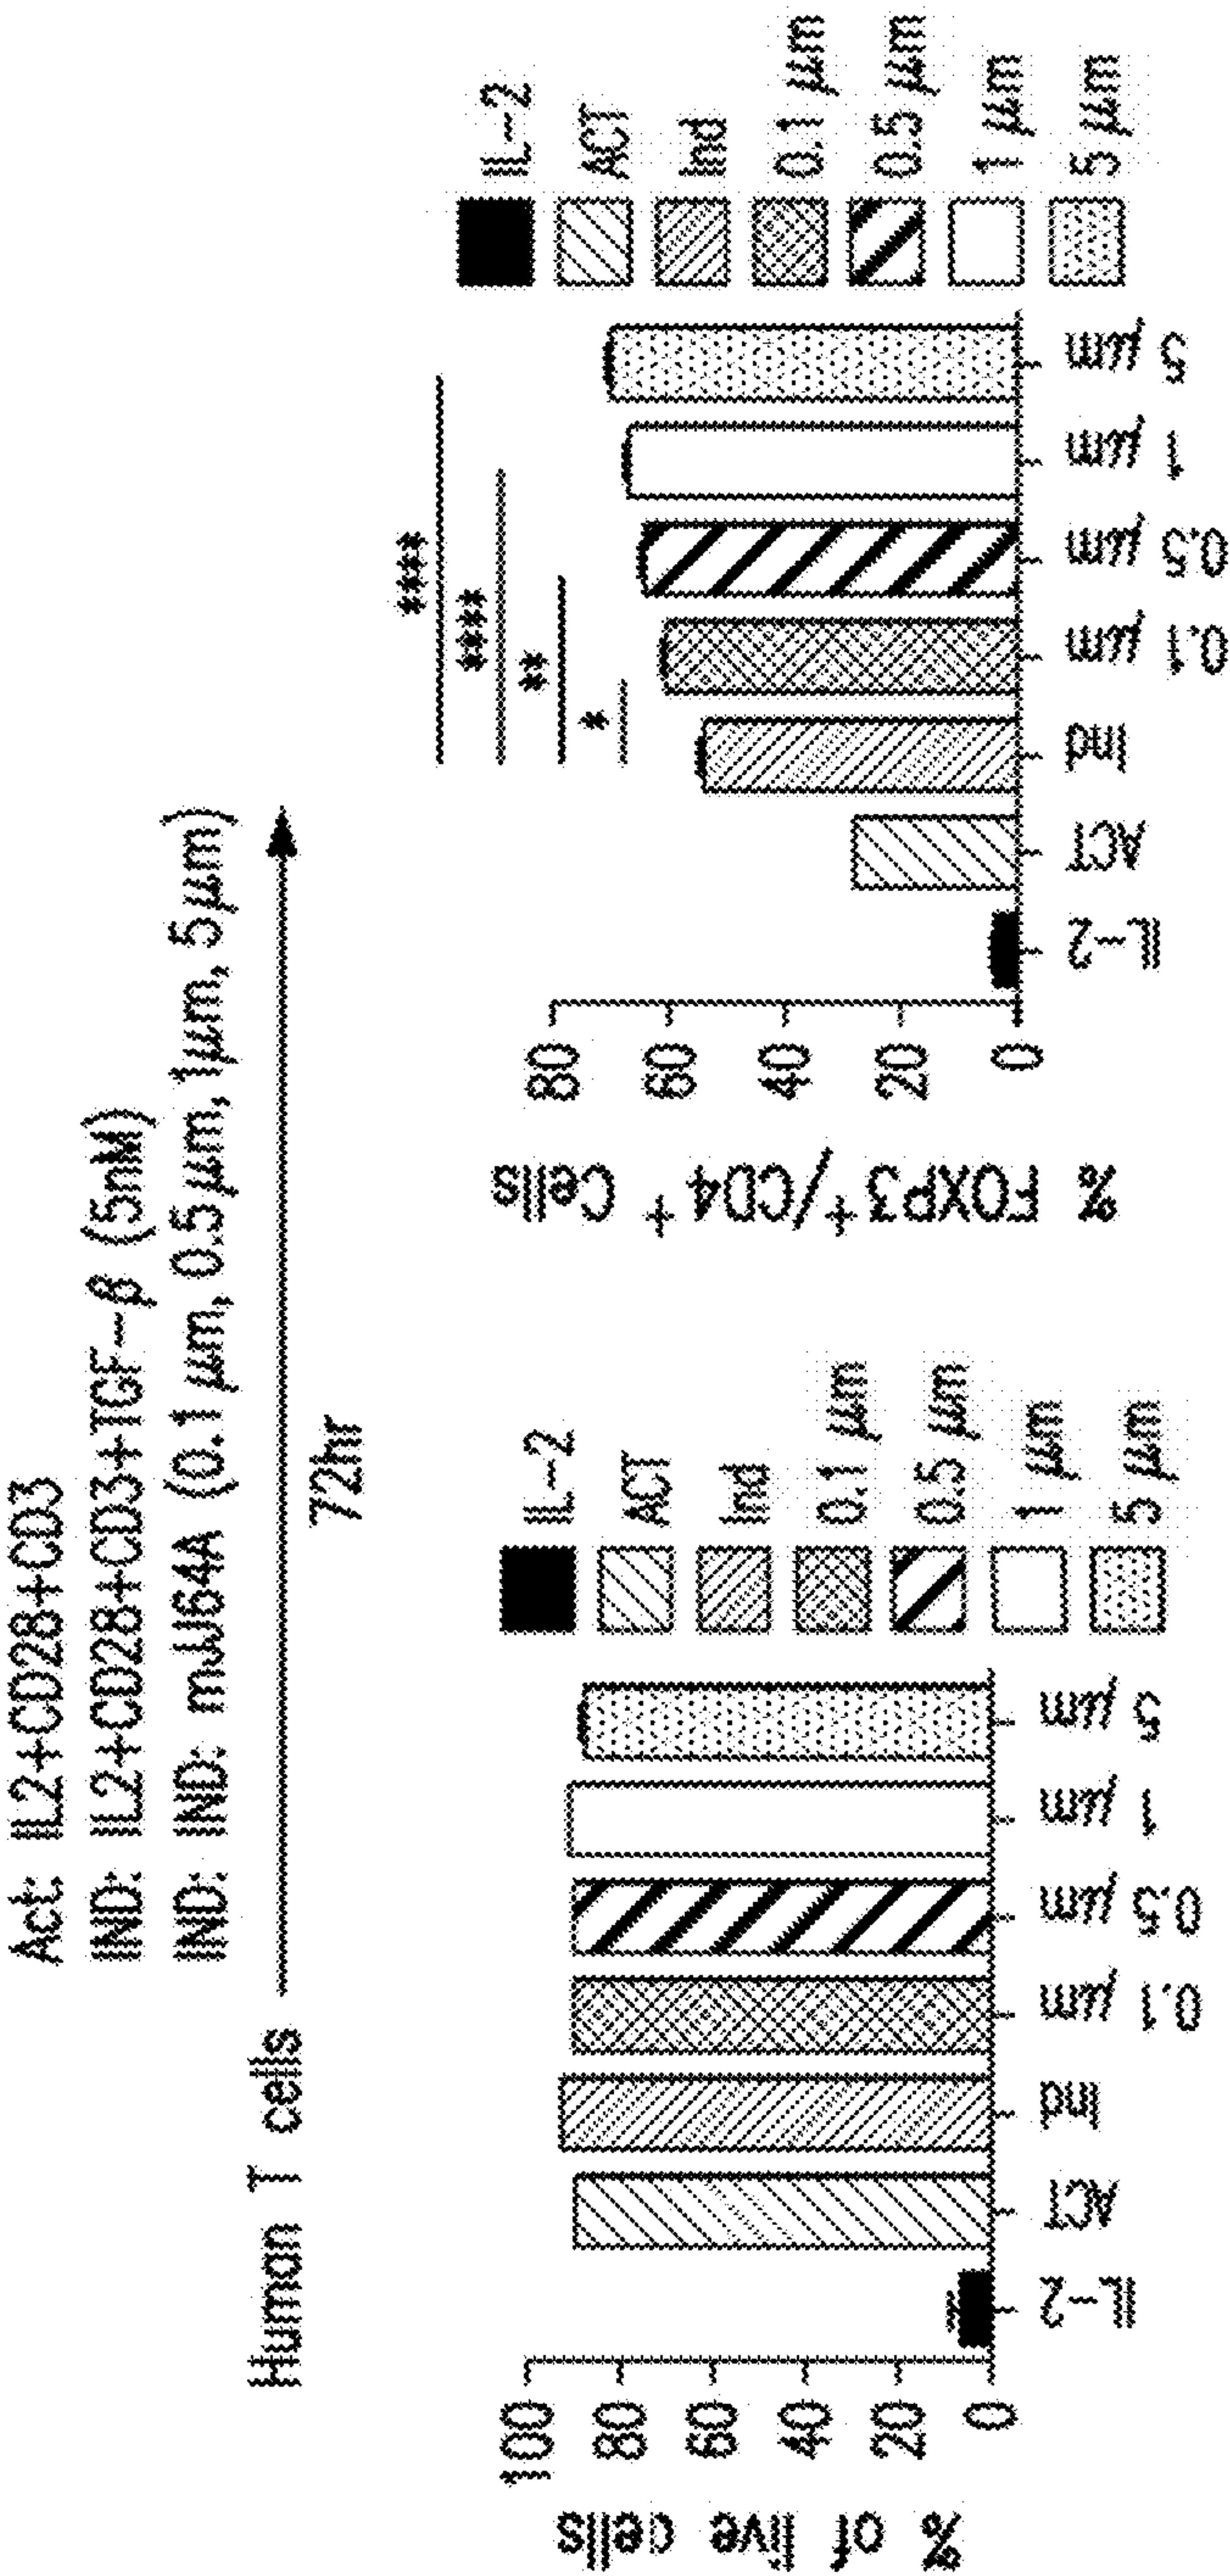 Act: IL2+CD28+CD3
IND: IL2+CD28+CD3+TGF-β (5nM)
IND: IND: mJW64A (0.1 μm, 0.5 μm, 1μm, 5μm)
Human T cells
72hr
% of live cells
100
80
60
40
20
0
IL-2
ACT
Ind
0.1 μm
0.5 μm
1 μm
5 μm
IL-2
ACT
Ind
0.1 μm
0.5 μm
1 μm
5 μm
% FOXP3+/CD4+ Cells
80
60
40
20
0
****
****
**
*
IL-2
ACT
Ind
0.1 μm
0.5 μm
1 μm
5 μm
IL-2
ACT
Ind
0.1 μm
0.5 μm
1 μm
5 μm